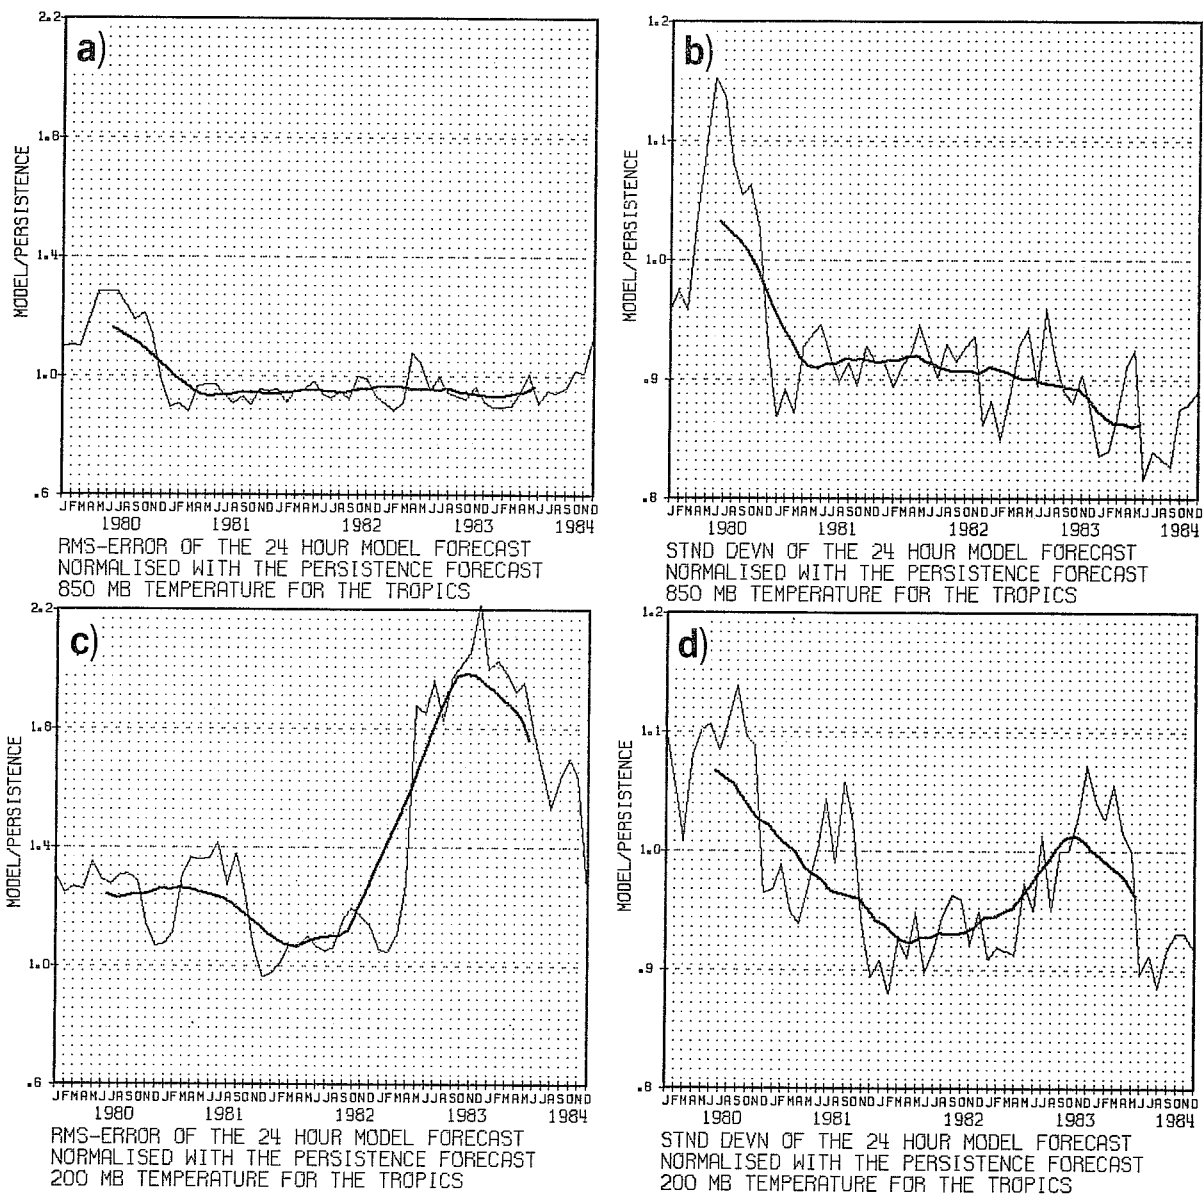 a)
2.2
1.8
1.4
1.0
.6
MODEL/PERSISTENCE
JFMAMJJASONDJFMAMJJASONDJFMAMJJASONDJFMAMJJASONDJFMAMJJASOND
1980 1981 1982 1983 1984
RMS-ERROR OF THE 24 HOUR MODEL FORECAST
NORMALISED WITH THE PERSISTENCE FORECAST
850 MB TEMPERATURE FOR THE TROPICS
b)
1.2
1.1
1.0
.9
.8
MODEL/PERSISTENCE
JFMAMJJASONDJFMAMJJASONDJFMAMJJASONDJFMAMJJASONDJFMAMJJASOND
1980 1981 1982 1983 1984
STND DEVN OF THE 24 HOUR MODEL FORECAST
NORMALISED WITH THE PERSISTENCE FORECAST
850 MB TEMPERATURE FOR THE TROPICS
c)
2.2
1.8
1.4
1.0
.6
MODEL/PERSISTENCE
JFMAMJJASONDJFMAMJJASONDJFMAMJJASONDJFMAMJJASONDJFMAMJJASOND
1980 1981 1982 1983 1984
RMS-ERROR OF THE 24 HOUR MODEL FORECAST
NORMALISED WITH THE PERSISTENCE FORECAST
200 MB TEMPERATURE FOR THE TROPICS
d)
1.2
1.1
1.0
.9
.8
MODEL/PERSISTENCE
JFMAMJJASONDJFMAMJJASONDJFMAMJJASONDJFMAMJJASONDJFMAMJJASOND
1980 1981 1982 1983 1984
STND DEVN OF THE 24 HOUR MODEL FORECAST
NORMALISED WITH THE PERSISTENCE FORECAST
200 MB TEMPERATURE FOR THE TROPICS